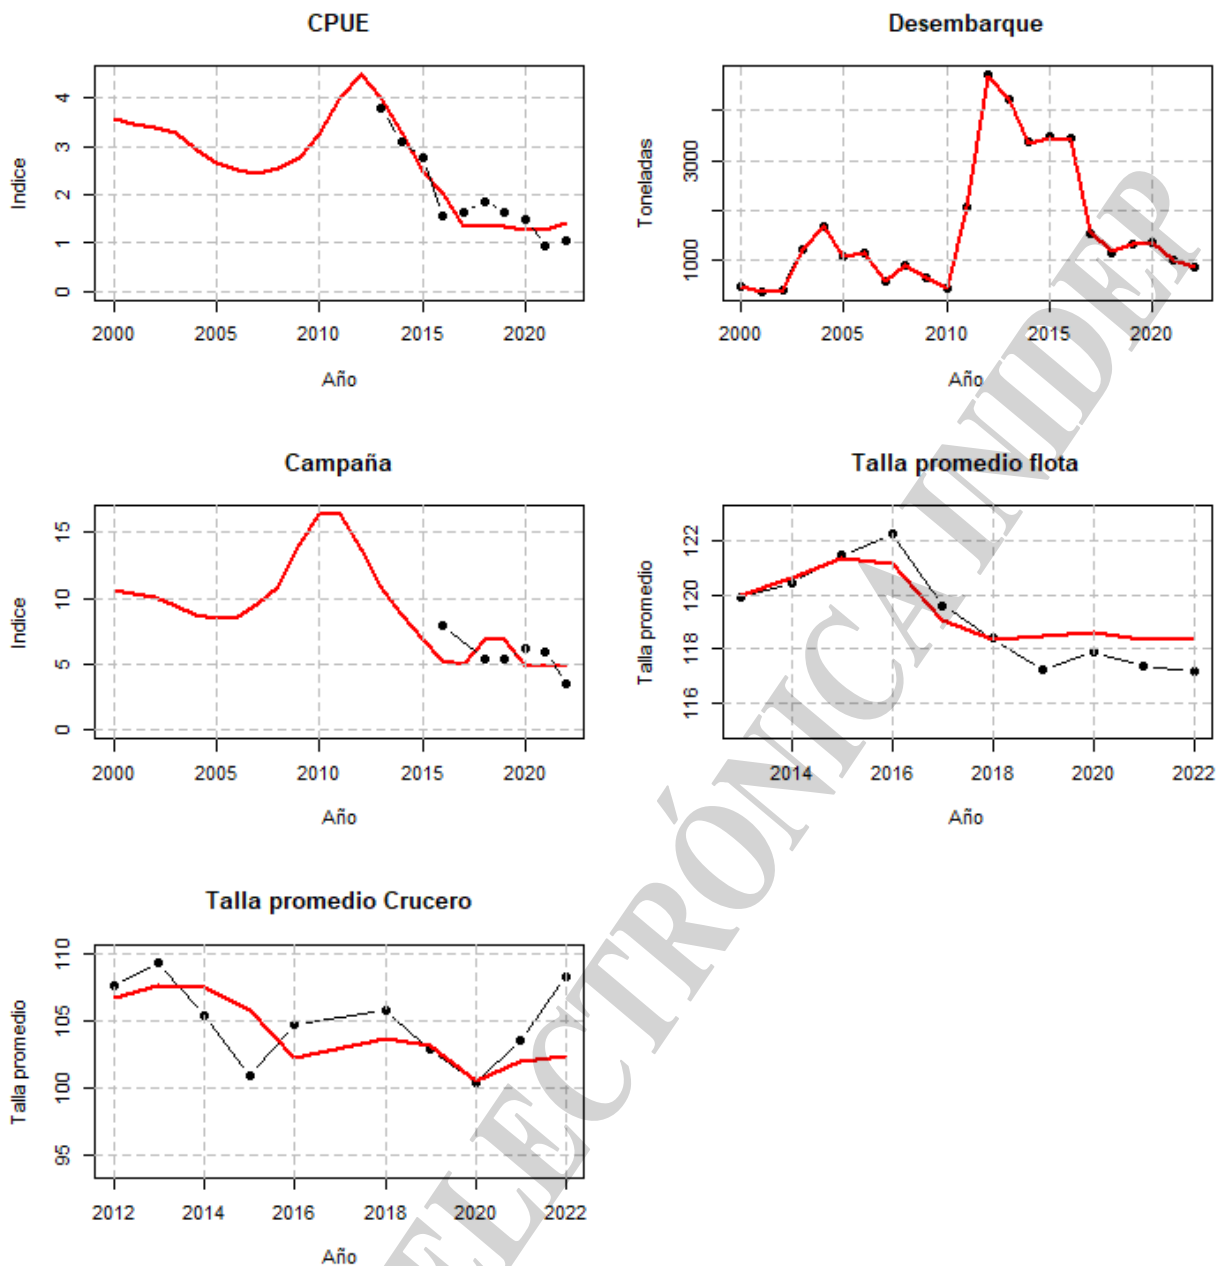 CPUE
Indice
4
3
2
1
0
2000 2005 2010 2015 2020
Año
Desembarque
Toneladas
3000
1000
2000 2005 2010 2015 2020
Año
Campaña
Indice
15
10
5
0
2000 2005 2010 2015 2020
Año
Talla promedio flota
Talla promedio
122
120
118
116
2014 2016 2018 2020 2022
Año
Talla promedio Crucero
Talla promedio
110
105
100
95
2012 2014 2016 2018 2020 2022
Año
ELECTRÓNICA INIDEP